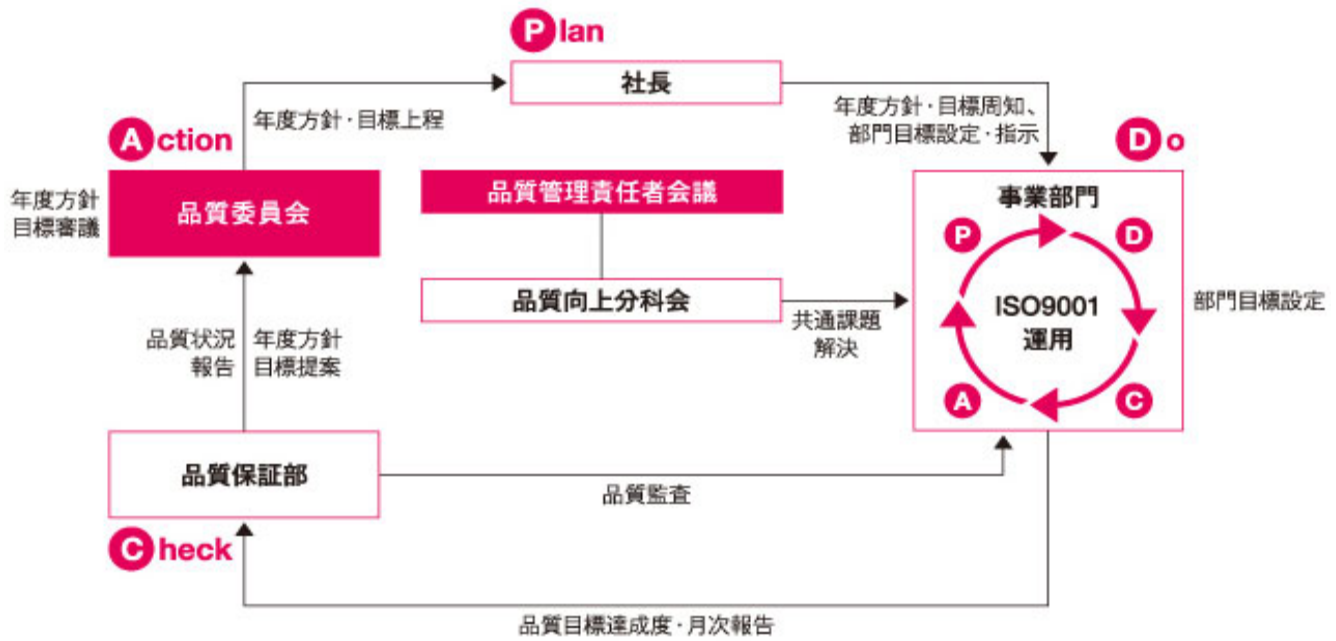 Plan
社長
年度方針・目標上程
年度方針・目標周知、
部門目標設定・指示
Action
Do
年度方針
目標審議
品質委員会
品質管理責任者会議
事業部門
P
D
品質向上分科会
ISO9001
運用
部門目標設定
共通課題
解決
品質状況
報告
年度方針
目標提案
A
C
品質保証部
品質監査
Check
品質目標達成度・月次報告